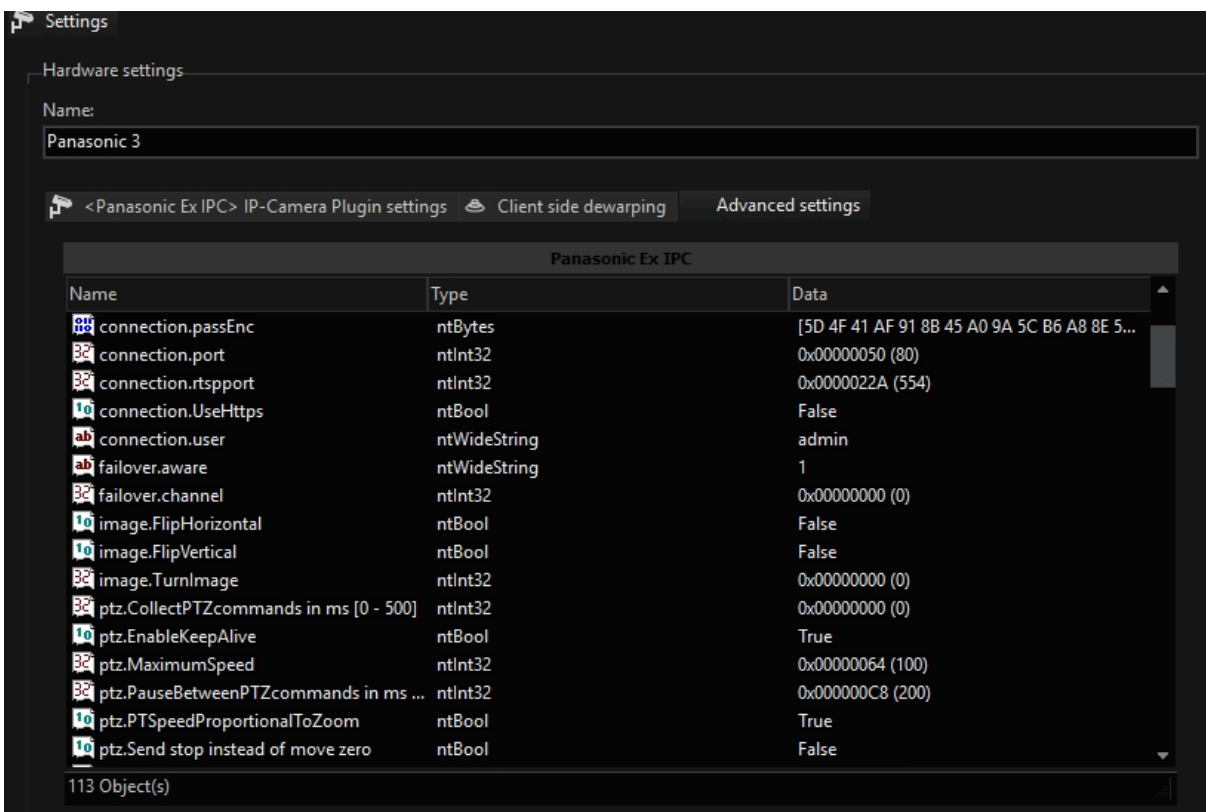 Settings
Hardware settings
Name:
Panasonic 3
<Panasonic Ex IPC> IP-Camera Plugin settings Client side dewarping Advanced settings
Panasonic Ex IPC
Name Type Data
connection.passEnc ntBytes [5D 4F 41 AF 91 8B 45 A0 9A 5C B6 A8 8E 5...
connection.port ntInt32 0x00000050 (80)
connection.rtspport ntInt32 0x0000022A (554)
connection.UseHttps ntBool False
connection.user ntWideString admin
failover.aware ntWideString 1
failover.channel ntInt32 0x00000000 (0)
image.FlipHorizontal ntBool False
image.FlipVertical ntBool False
image.TurnImage ntInt32 0x00000000 (0)
ptz.CollectPTZcommands in ms [0 - 500] ntInt32 0x00000000 (0)
ptz.EnableKeepAlive ntBool True
ptz.MaximumSpeed ntInt32 0x00000064 (100)
ptz.PauseBetweenPTZcommands in ms ... ntInt32 0x000000C8 (200)
ptz.PTSpeedProportionalToZoom ntBool True
ptz.Send stop instead of move zero ntBool False
113 Object(s)